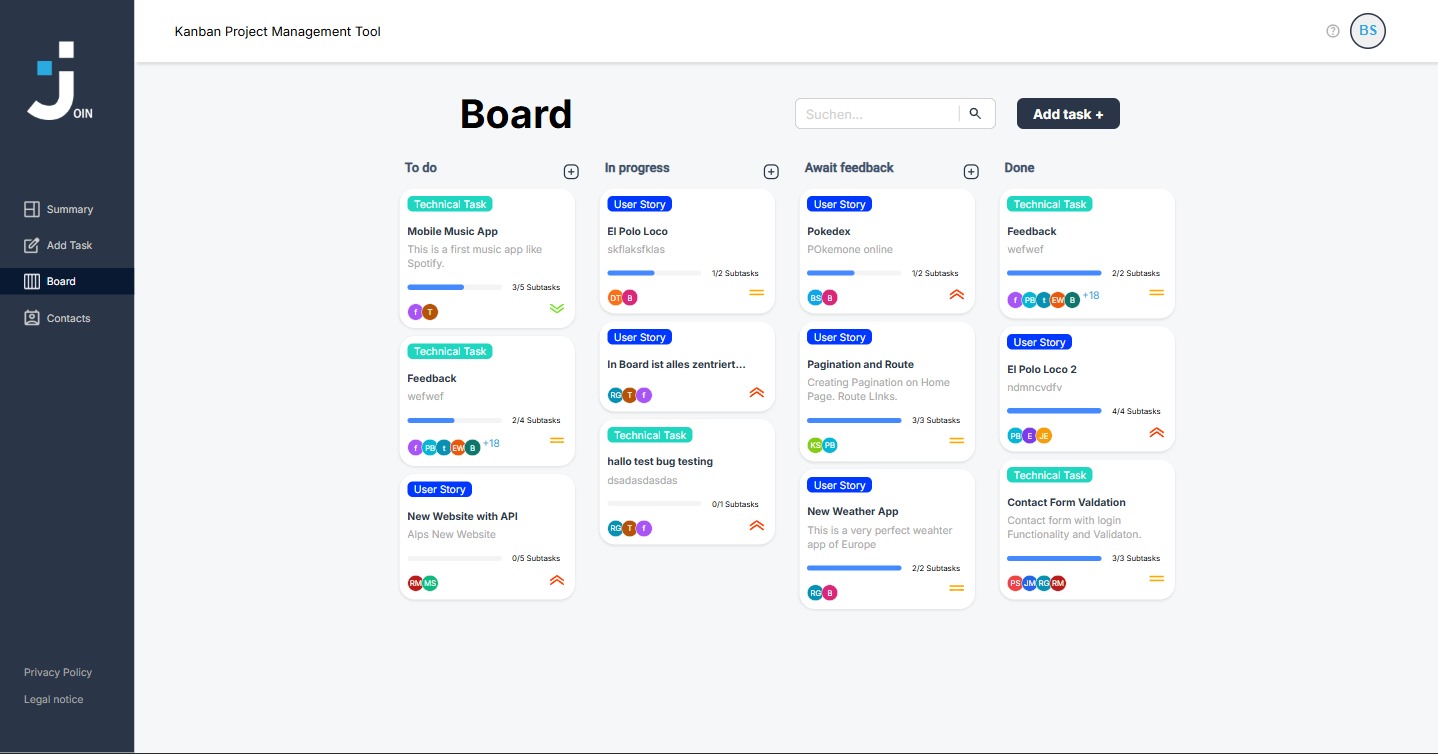 OIN
Summary
Add Task
Board
Contacts
Privacy Policy
Legal notice
Kanban Project Management Tool
BS
Board
Suchen...
Add task +
To do
Technical Task
Mobile Music App
This is a first music app like
Spotify.
3/5 Subtasks
f T
Technical Task
Feedback
wefwef
2/4 Subtasks
f PB t EW B +18
User Story
New Website with API
Alps New Website
0/5 Subtasks
RM MS
In progress
User Story
El Polo Loco
skflaksfklas
1/2 Subtasks
DT B
User Story
In Board ist alles zentriert...
RG T f
Technical Task
hallo test bug testing
dsadasdasdas
0/1 Subtasks
RG T f
Await feedback
User Story
Pokedex
POkemone online
1/2 Subtasks
BS B
User Story
Pagination and Route
Creating Pagination on Home
Page. Route LInks.
3/3 Subtasks
KS PB
User Story
New Weather App
This is a very perfect weahter
app of Europe
2/2 Subtasks
RG B
Done
Technical Task
Feedback
wefwef
2/2 Subtasks
f PB t EW B +18
User Story
El Polo Loco 2
ndmncvdfv
4/4 Subtasks
PB E JE
Technical Task
Contact Form Valdation
Contact form with login
Functionality and Validaton.
3/3 Subtasks
PS JM RG RM